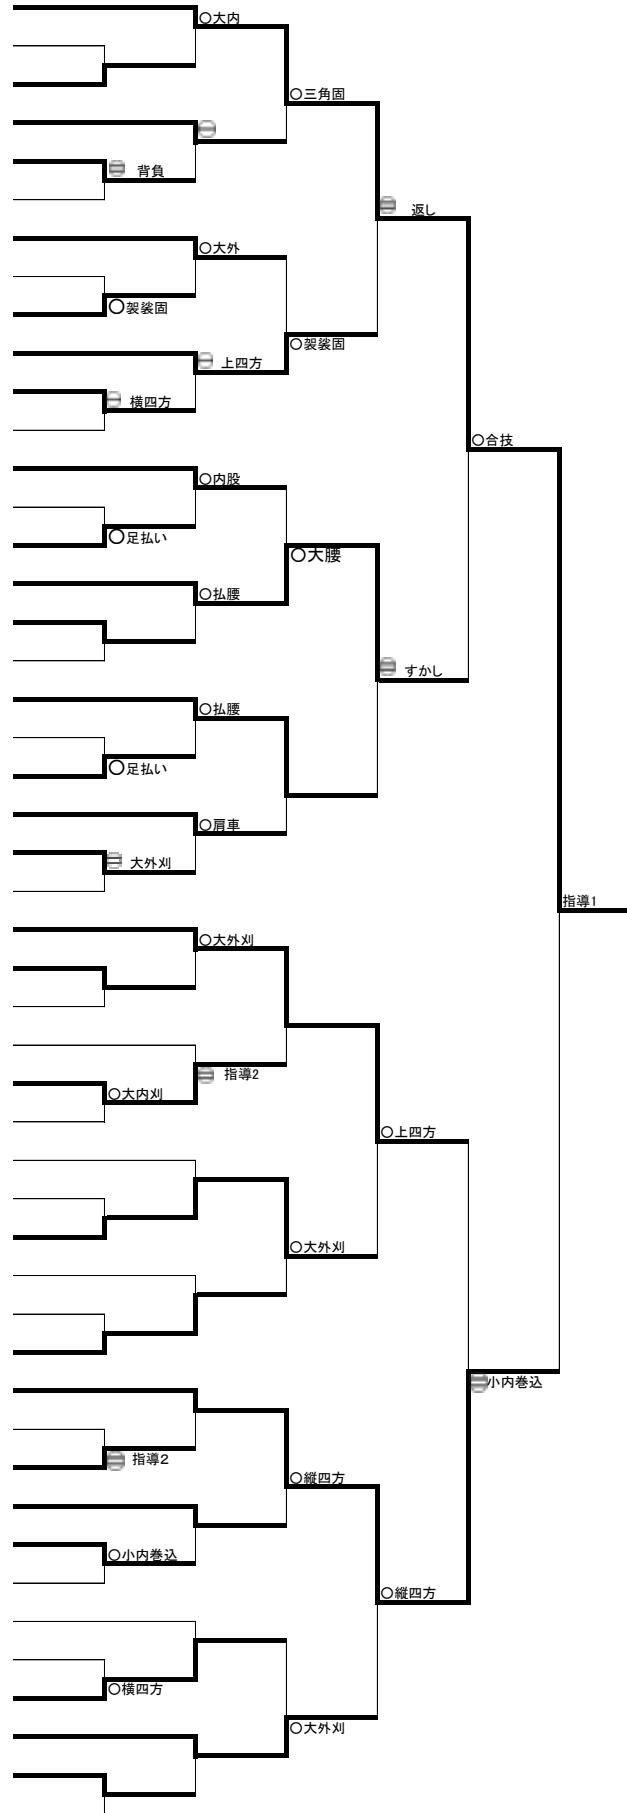 ○大内
○三角固
背負
返し
○大外
○袈裟固
○袈裟固
上四方
横四方
○合技
○内股
○足払い
○大腰
○払腰
すかし
○払腰
○足払い
○肩車
大外刈
指導1
○大外刈
指導2
○大内刈
○上四方
○大外刈
小内巻込
指導２
○縦四方
○小内巻込
○縦四方
○横四方
○大外刈